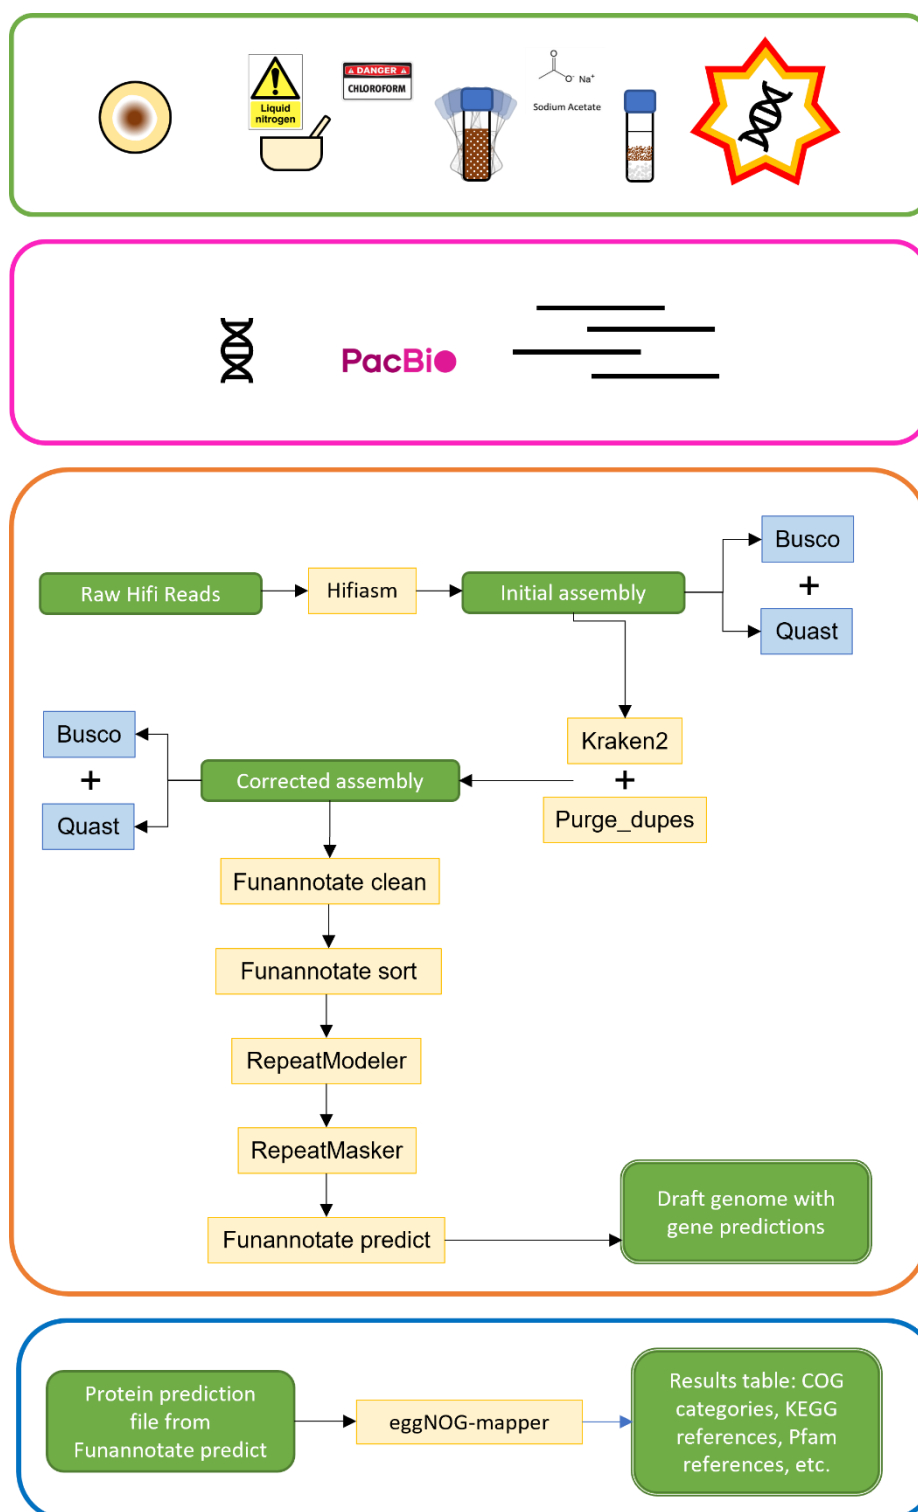 Liquid
nitrogen
DANGER
CHLOROFORM
O
O⁻ Na⁺
Sodium Acetate
PacBio
Raw Hifi Reads
Hifiasm
Initial assembly
Busco
+
Quast
Kraken2
+
Purge_dupes
Busco
+
Quast
Corrected assembly
Funannotate clean
Funannotate sort
RepeatModeler
RepeatMasker
Funannotate predict
Draft genome with
gene predictions
Protein prediction
file from
Funannotate predict
eggNOG-mapper
Results table: COG
categories, KEGG
references, Pfam
references, etc.